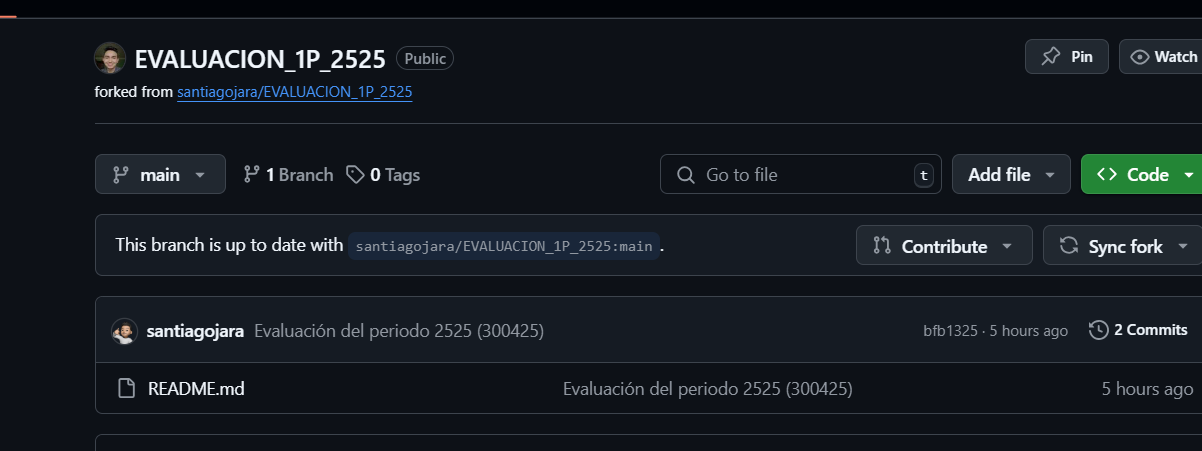 EVALUACION_1P_2525 Public Pin Watch
forked from santiagojara/EVALUACION_1P_2525
main 1 Branch 0 Tags Go to file t Add file Code
This branch is up to date with santiagojara/EVALUACION_1P_2525:main. Contribute Sync fork
santiagojara Evaluación del periodo 2525 (300425) bfb1325 · 5 hours ago 2 Commits
README.md Evaluación del periodo 2525 (300425) 5 hours ago